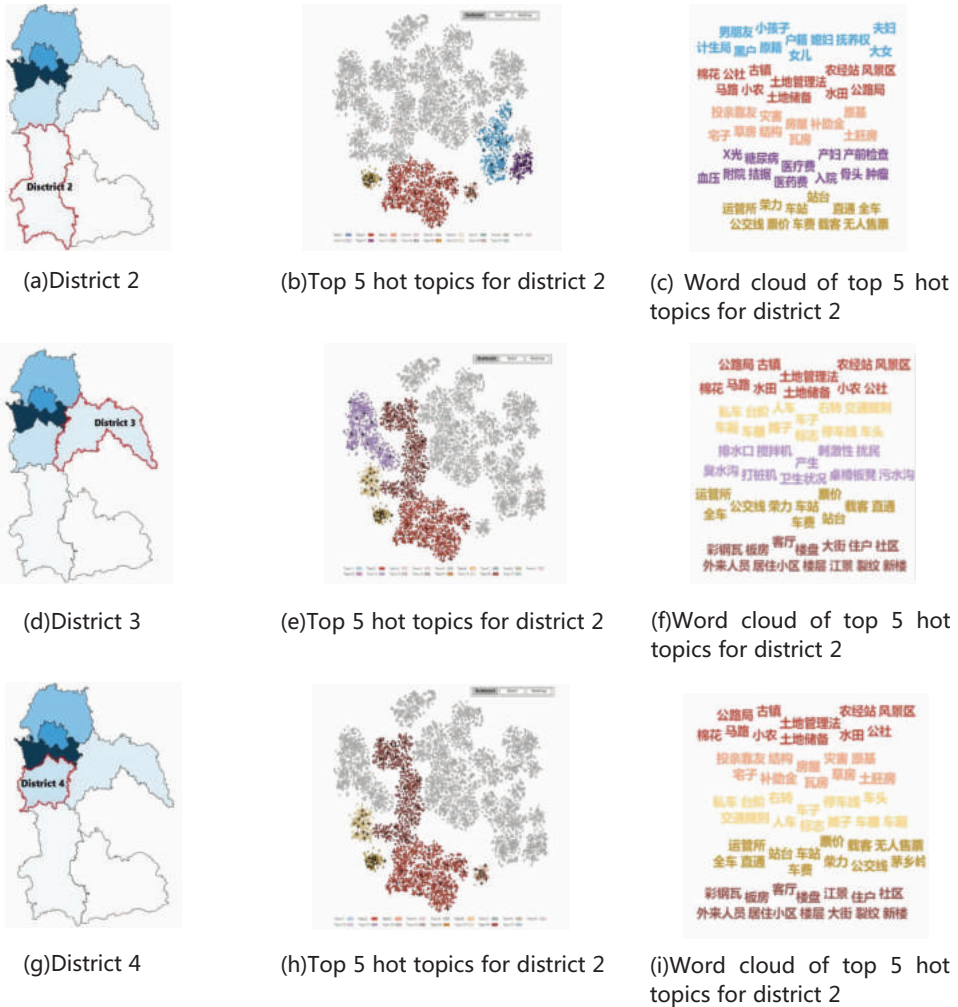 Disctrict 2
男朋友 小孩子 夫妇
户籍 媳妇 抚养权
计生局 黑户 原籍 女儿 大女
棉花 公社 古镇 农经站 风景区
土地管理法
马路 小农 水田 公路局
土地储备
投亲靠友 灾害 原基
房屋 补助金
宅子 草房 结构 瓦房 土旺房
X光 糖尿病 产妇 产前检查
医疗费
血压 附院 拮据 入院 骨头 肿瘤
医药费
站台
运管所 荣力 车站 直通 全车
公交线 票价 车费 载客 无人售票
(a)District 2
(b)Top 5 hot topics for district 2
(c) Word cloud of top 5 hot
topics for district 2
District 3
公路局 古镇 农经站 风景区
土地管理法
棉花 马路 水田 小农 公社
土地储备
私车 台阶 人车 右转 交通规则
车子
标志 停车线 车头
排水口 搅拌机 刺激性 扰民
产生
臭水沟 打桩机 卫生状况 桌椅板凳 污水沟
运管所 票价
公交线 荣力 车站 载客 直通
全车 车费 站台
客厅
彩钢瓦 板房 楼盘 大街 住户 社区
外来人员 居住小区 楼层 江景 裂纹 新楼
(d)District 3
(e)Top 5 hot topics for district 2
(f)Word cloud of top 5 hot
topics for district 2
District 4
公路局 古镇 农经站 风景区
土地管理法
棉花 马路 小农 土地储备 水田 公社
投亲靠友 结构 灾害 原基
房屋
宅子 补助金 瓦房 草房 土旺房
私车 台阶 右转 停车线 车头
车子
交通规则 人车 标志
运管所 票价 载客 无人售票
站台 车站
全车 直通 车费 荣力 公交线 茅乡岭
客厅
彩钢瓦 板房 楼盘 江景 住户 社区
外来人员 居住小区 楼层 大街 裂纹 新楼
(g)District 4
(h)Top 5 hot topics for district 2
(i)Word cloud of top 5 hot
topics for district 2